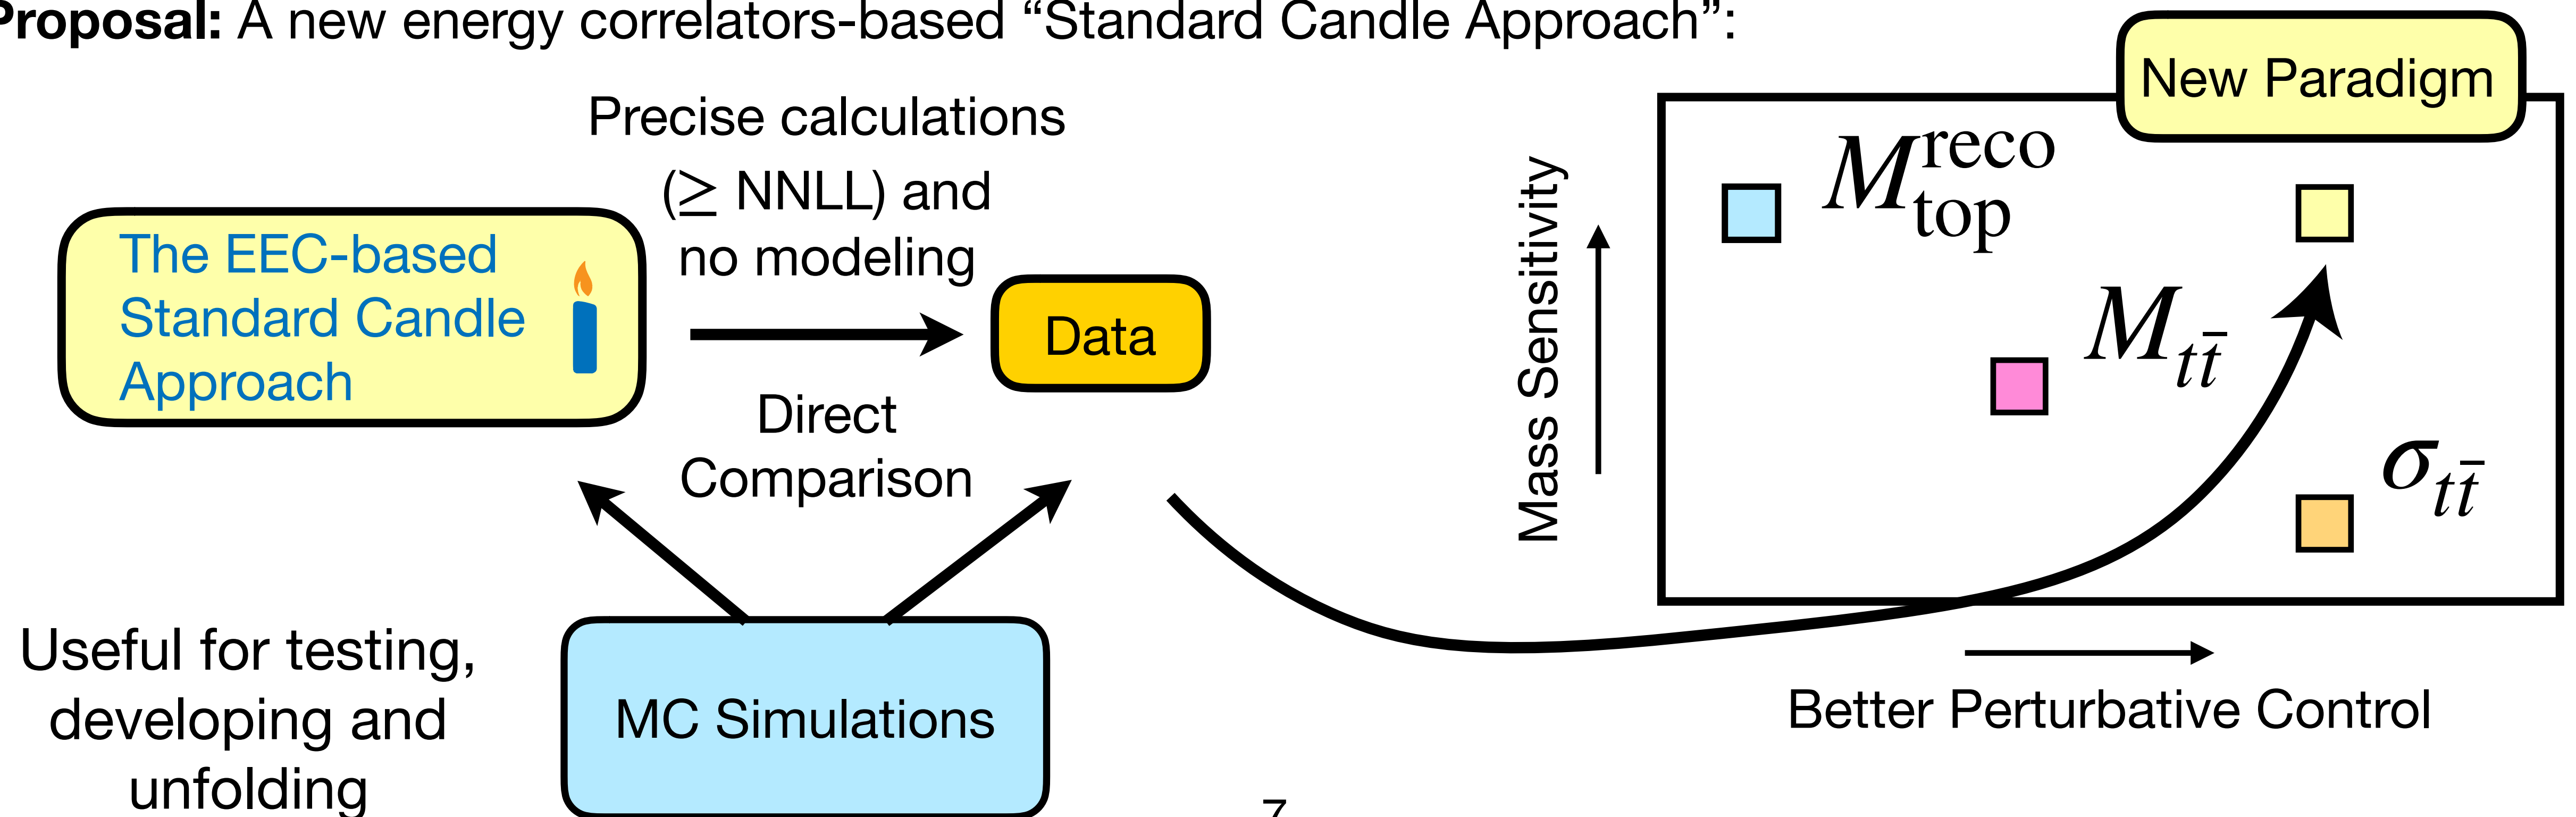 Proposal: A new energy correlators-based “Standard Candle Approach”:
Precise calculations
(≥ NNLL) and
no modeling
The EEC-based
Standard Candle
Approach
Data
Direct
Comparison
Useful for testing,
developing and
unfolding
MC Simulations
New Paradigm
Mass Sensitivity
M_top^reco
M_tt̄
σ_tt̄
Better Perturbative Control
7